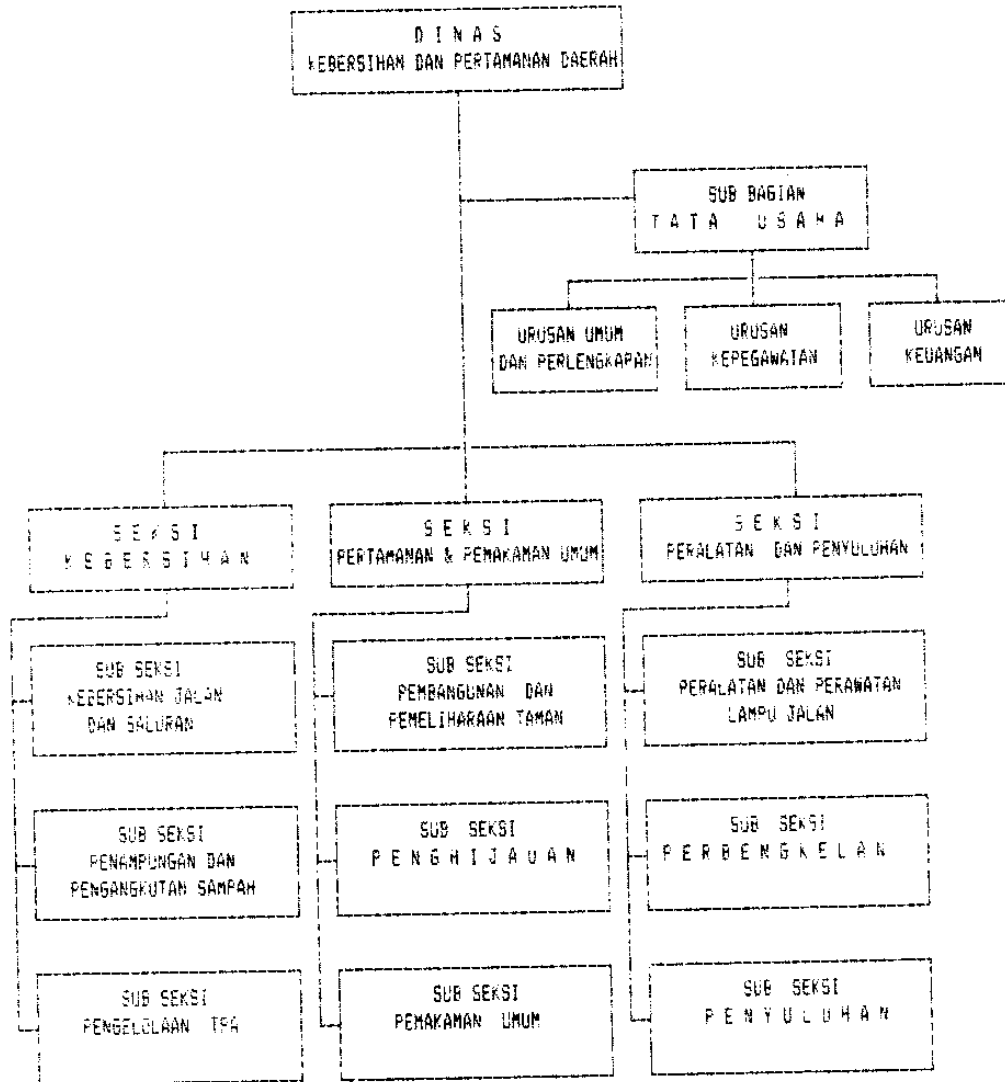 D I N A S
KEBERSIHAN DAN PERTAMANAN DAERAH
SUB BAGIAN
T A T A   U S A H A
URUSAN UMUM
DAN PERLENGKAPAN
URUSAN
KEPEGAWAIAN
URUSAN
KEUANGAN
S E K S I
K E B E R S I H A N
S E K S I
PERTAMANAN & PEMAKAMAN UMUM
S E K S I
PERALATAN DAN PENYULUHAN
SUB SEKSI
KEBERSIHAN JALAN
DAN SALURAN
SUB SEKSI
PEMBANGUNAN DAN
PEMELIHARAAN TAMAN
SUB SEKSI
PERALATAN DAN PERAWATAN
LAMPU JALAN
SUB SEKSI
PENAMPUNGAN DAN
PENGANGKUTAN SAMPAH
SUB SEKSI
P E N G H I J A U A N
SUB SEKSI
P E R B E N G K E L A N
SUB SEKSI
PENGELOLAAN TPA
SUB SEKSI
PEMAKAMAN UMUM
SUB SEKSI
P E N Y U L U H A N